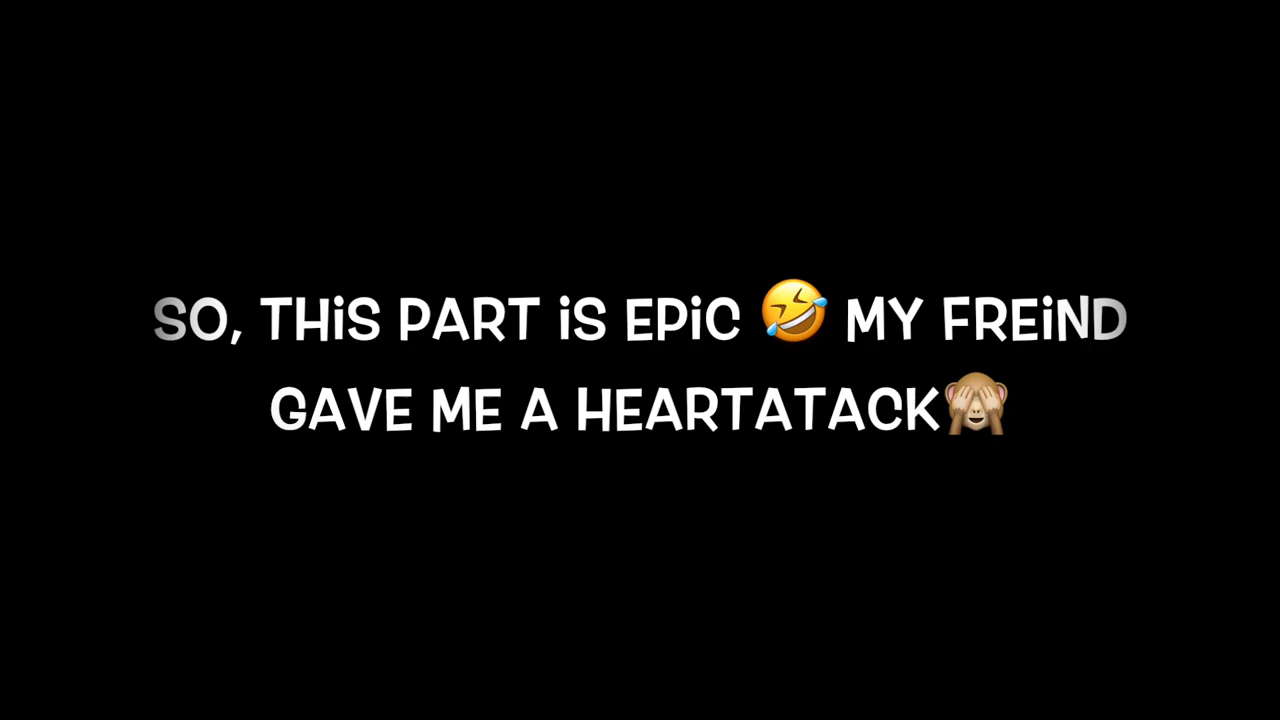 SO, THiS PART iS EPiC 🤣 MY FREiND
GAVE ME A HEARTATACK🙈